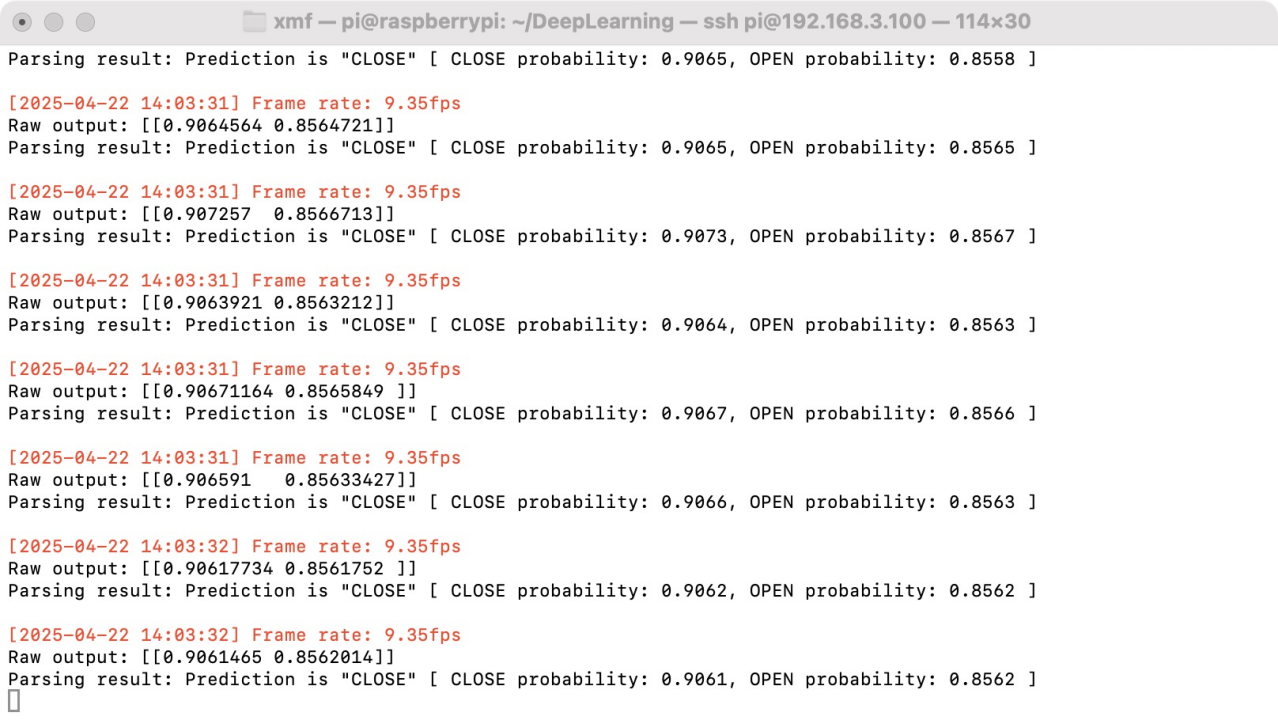 xmf — pi@raspberrypi: ~/DeepLearning — ssh pi@192.168.3.100 — 114×30
Parsing result: Prediction is "CLOSE" [ CLOSE probability: 0.9065, OPEN probability: 0.8558 ]
[2025-04-22 14:03:31] Frame rate: 9.35fps
Raw output: [[0.9064564 0.8564721]]
Parsing result: Prediction is "CLOSE" [ CLOSE probability: 0.9065, OPEN probability: 0.8565 ]
[2025-04-22 14:03:31] Frame rate: 9.35fps
Raw output: [[0.907257  0.8566713]]
Parsing result: Prediction is "CLOSE" [ CLOSE probability: 0.9073, OPEN probability: 0.8567 ]
[2025-04-22 14:03:31] Frame rate: 9.35fps
Raw output: [[0.9063921 0.8563212]]
Parsing result: Prediction is "CLOSE" [ CLOSE probability: 0.9064, OPEN probability: 0.8563 ]
[2025-04-22 14:03:31] Frame rate: 9.35fps
Raw output: [[0.90671164 0.8565849 ]]
Parsing result: Prediction is "CLOSE" [ CLOSE probability: 0.9067, OPEN probability: 0.8566 ]
[2025-04-22 14:03:31] Frame rate: 9.35fps
Raw output: [[0.906591   0.85633427]]
Parsing result: Prediction is "CLOSE" [ CLOSE probability: 0.9066, OPEN probability: 0.8563 ]
[2025-04-22 14:03:32] Frame rate: 9.35fps
Raw output: [[0.90617734 0.8561752 ]]
Parsing result: Prediction is "CLOSE" [ CLOSE probability: 0.9062, OPEN probability: 0.8562 ]
[2025-04-22 14:03:32] Frame rate: 9.35fps
Raw output: [[0.9061465 0.8562014]]
Parsing result: Prediction is "CLOSE" [ CLOSE probability: 0.9061, OPEN probability: 0.8562 ]